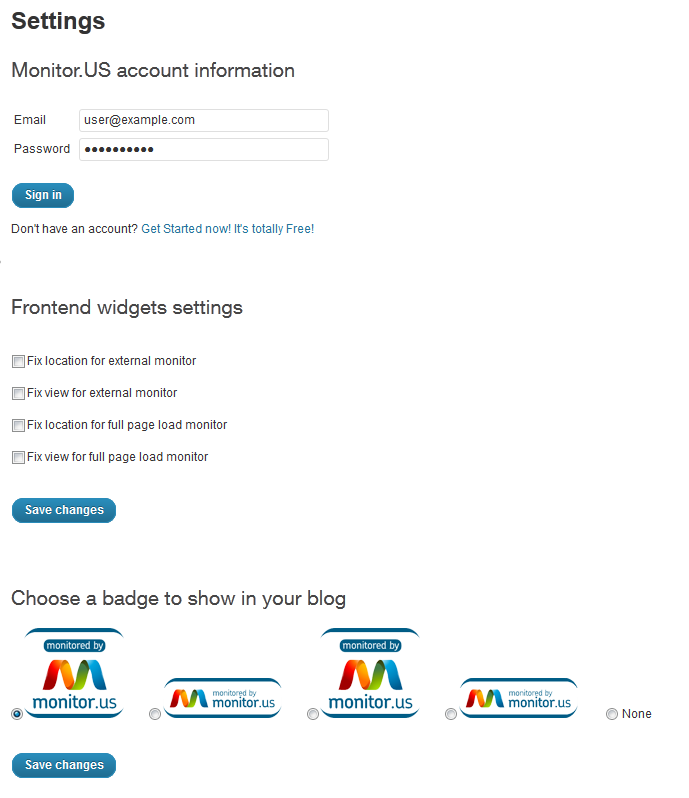 Settings
Monitor.US account information
Email user@example.com
Password ●●●●●●●●●●
Sign in
Don't have an account? Get Started now! It's totally Free!
Frontend widgets settings
Fix location for external monitor
Fix view for external monitor
Fix location for full page load monitor
Fix view for full page load monitor
Save changes
Choose a badge to show in your blog
monitored by
monitor.us
monitored by
monitor.us
monitored by
monitor.us
monitored by
monitor.us
None
Save changes